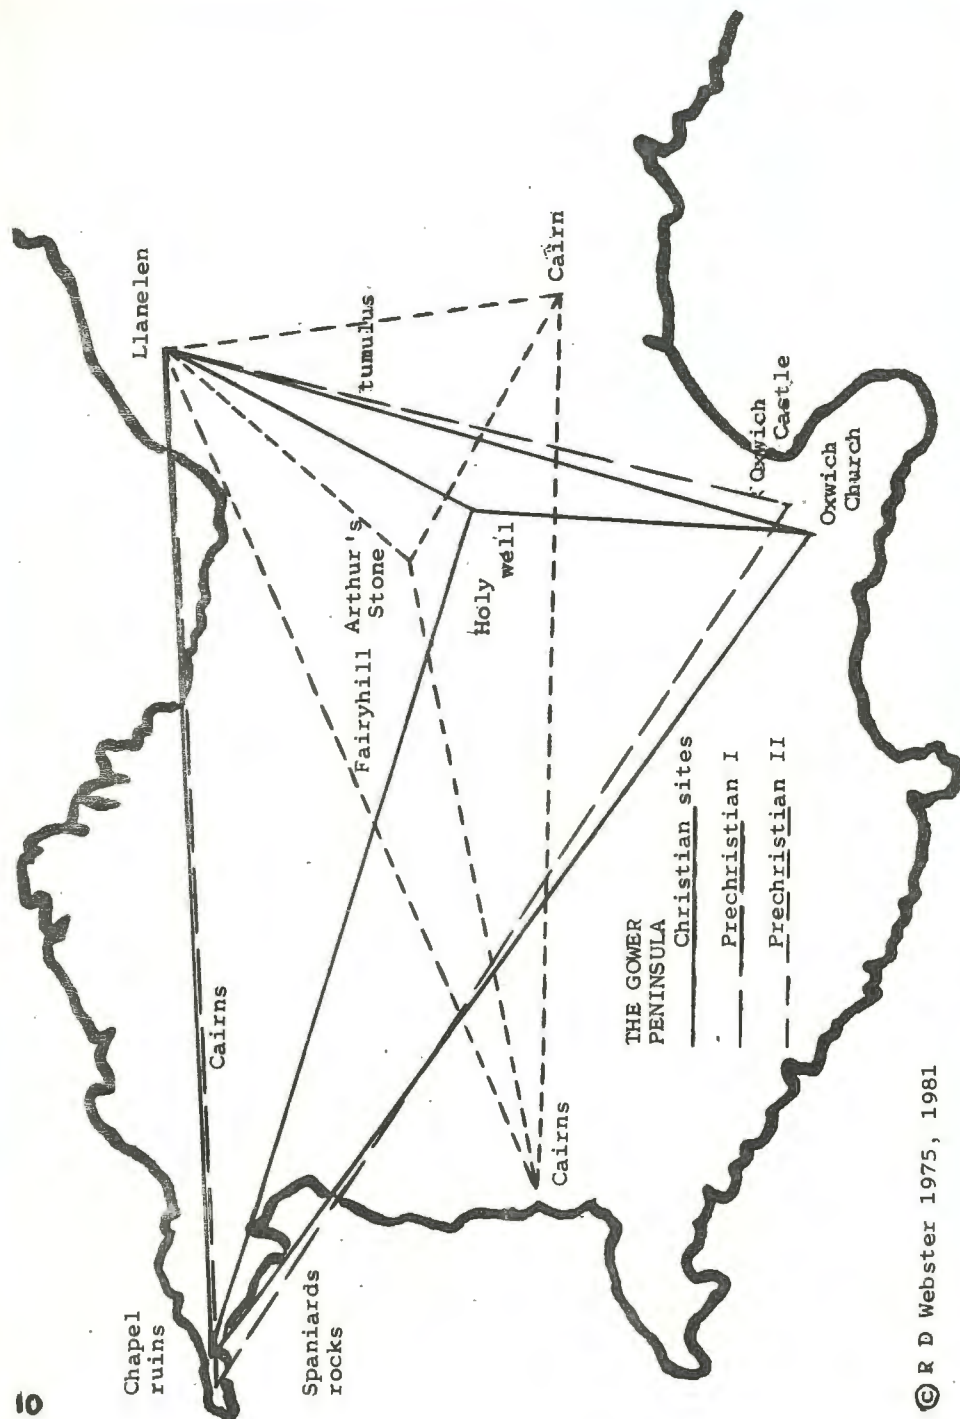 10
Chapel
ruins
Spaniards
rocks
Cairns
Llanelen
tumulus
Fairyhill
Arthur's
Stone
Holy
well
Cairn
Cairns
Oxwich
Castle
Oxwich
Church
THE GOWER
PENINSULA
Christian sites
Prechristian I
Prechristian II
© R D Webster 1975, 1981